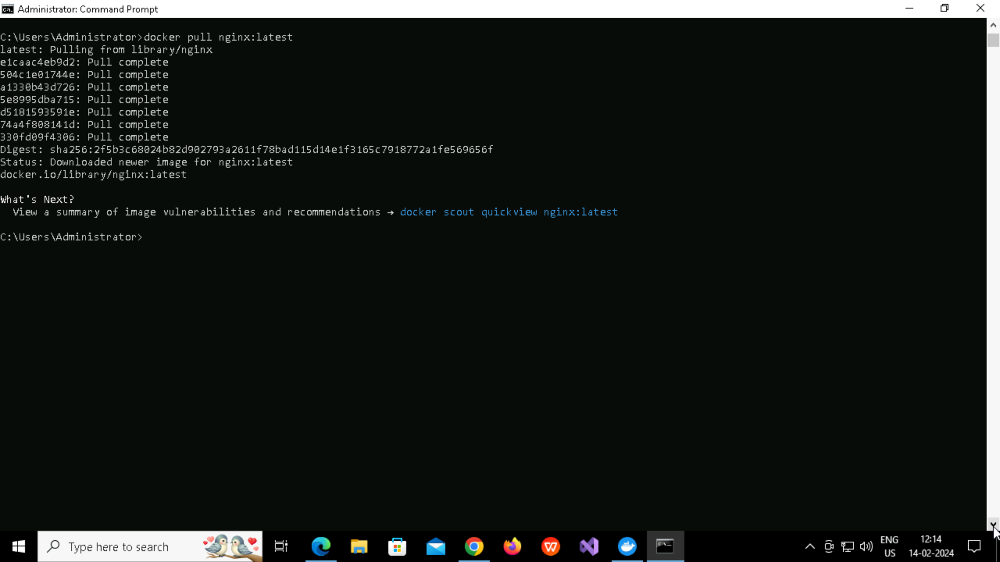 Administrator: Command Prompt
C:\Users\Administrator>docker pull nginx:latest
latest: Pulling from library/nginx
e1caac4eb9d2: Pull complete
504c1e01744e: Pull complete
a1330b43d726: Pull complete
5e8995dba715: Pull complete
d5181593591e: Pull complete
74a4f808141d: Pull complete
330fd09f4306: Pull complete
Digest: sha256:2f5b3c68024b82d902793a2611f78bad115d14e1f3165c7918772a1fe569656f
Status: Downloaded newer image for nginx:latest
docker.io/library/nginx:latest
What's Next?
View a summary of image vulnerabilities and recommendations → docker scout quickview nginx:latest
C:\Users\Administrator>
Type here to search
ENG
US
12:14
14-02-2024